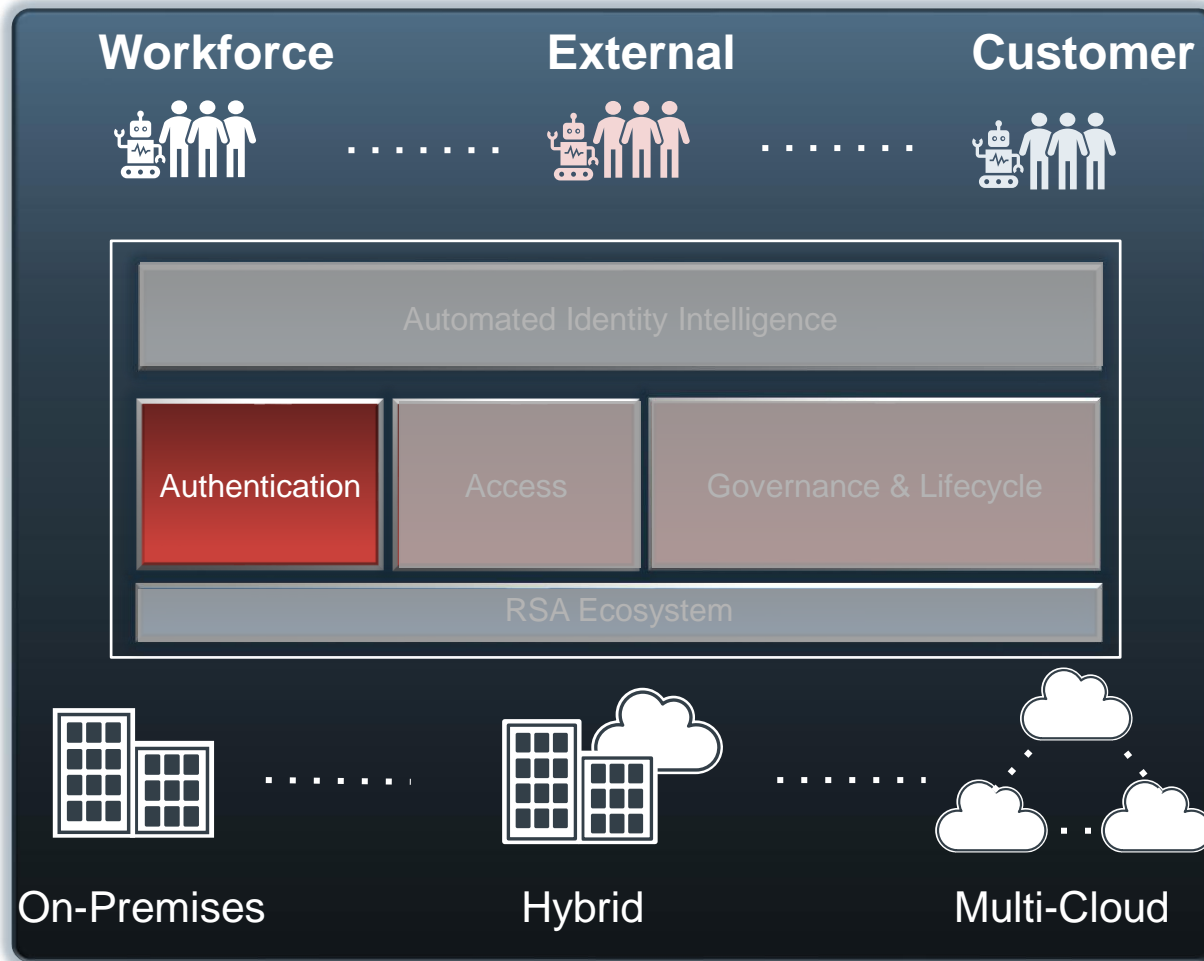 Workforce
External
Customer
Automated Identity Intelligence
Authentication
Access
Governance & Lifecycle
RSA Ecosystem
On-Premises
Hybrid
Multi-Cloud